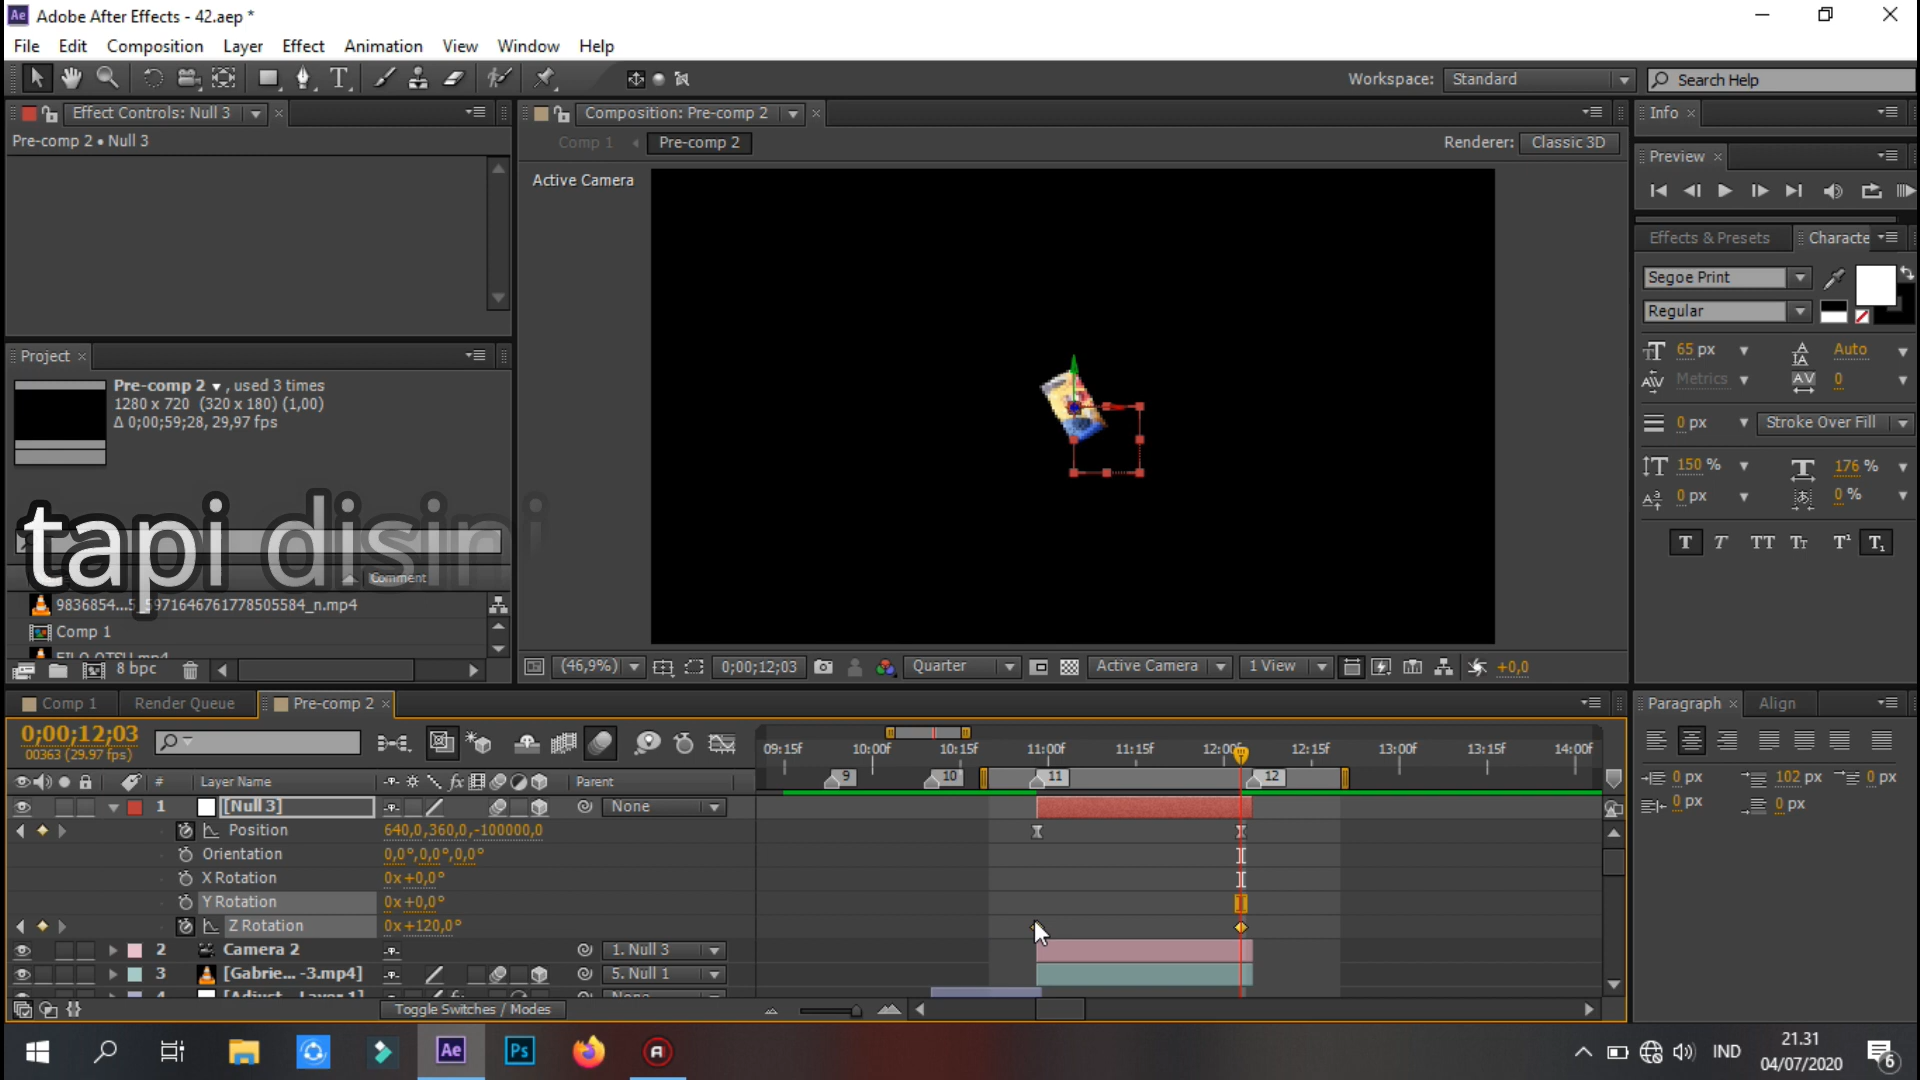 Ae Adobe After Effects - 42.aep *
File Edit Composition Layer Effect Animation View Window Help
Workspace: Standard Search Help
Effect Controls: Null 3
Pre-comp 2 • Null 3
Composition: Pre-comp 2
Comp 1 Pre-comp 2
Renderer: Classic 3D
Active Camera
Info
Preview
Effects & Presets Characte
Segoe Print
Regular
65 px Auto
Metrics 0
0 px Stroke Over Fill
150 % 176 %
0 px 0 %
T T TT Tt T¹ T₁
Project
Pre-comp 2 , used 3 times
1280 x 720 (320 x 180) (1,00)
Δ 0;00;59;28, 29,97 fps
tapi disini
Comment
9836854...5_5971646761778505584_n.mp4
Comp 1
8 bpc
(46,9%) 0;00;12;03 Quarter Active Camera 1 View +0,0
Comp 1 Render Queue Pre-comp 2
0;00;12;03
00363 (29.97 fps)
09:15f 10:00f 10:15f 11:00f 11:15f 12:00f 12:15f 13:00f 13:15f 14:00f
9 10 11 12
# Layer Name fx Parent
1 [Null 3] None
Position 640,0,360,0,-100000,0
Orientation 0,0°,0,0°,0,0°
X Rotation 0x+0,0°
Y Rotation 0x+0,0°
Z Rotation 0x+120,0°
2 Camera 2 1. Null 3
3 [Gabrie... -3.mp4] 5. Null 1
Toggle Switches / Modes
Paragraph Align
0 px 102 px 0 px
0 px 0 px
Ae Ps IND
21.31
04/07/2020
6